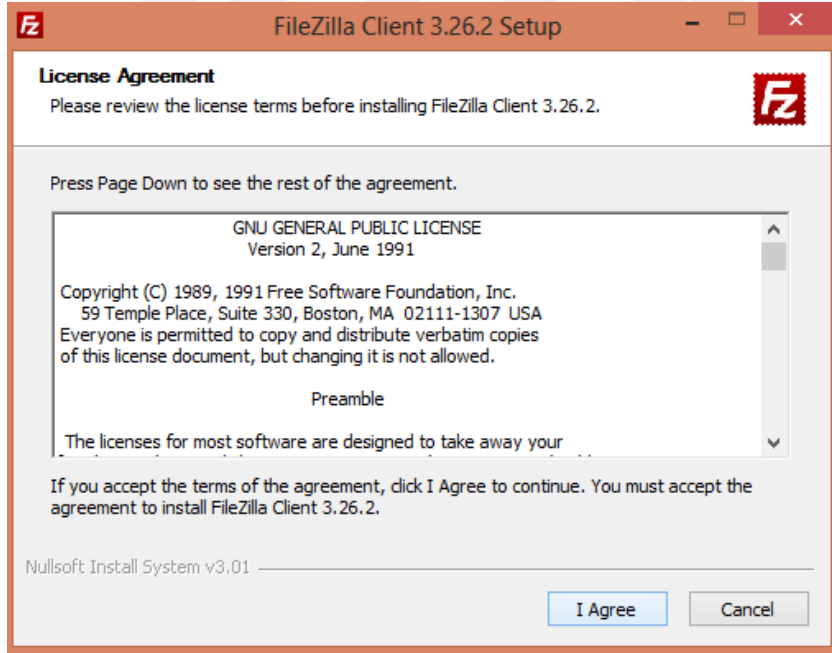 FileZilla Client 3.26.2 Setup
License Agreement
Please review the license terms before installing FileZilla Client 3.26.2.
Fz
Press Page Down to see the rest of the agreement.
GNU GENERAL PUBLIC LICENSE
Version 2, June 1991
Copyright (C) 1989, 1991 Free Software Foundation, Inc.
59 Temple Place, Suite 330, Boston, MA 02111-1307 USA
Everyone is permitted to copy and distribute verbatim copies
of this license document, but changing it is not allowed.
Preamble
The licenses for most software are designed to take away your
If you accept the terms of the agreement, click I Agree to continue. You must accept the
agreement to install FileZilla Client 3.26.2.
Nullsoft Install System v3.01
I Agree
Cancel